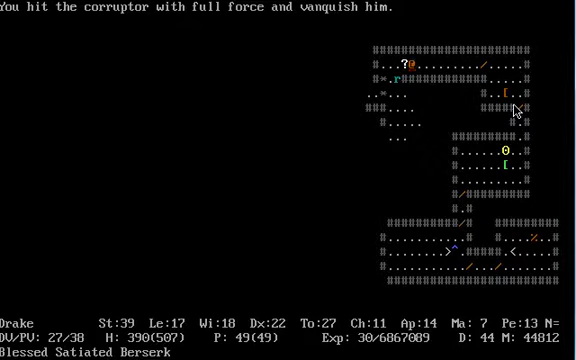 You hit the corruptor with full force and vanquish him.
Drake St:39 Le:17 Wi:18 Dx:22 To:27 Ch:11 Ap:14 Ma: 7 Pe:13 N=
DV/PV: 27/38 H: 390(507) P: 49(49) Exp: 30/6867089 D: 44 M: 44812
Blessed Satiated Berserk